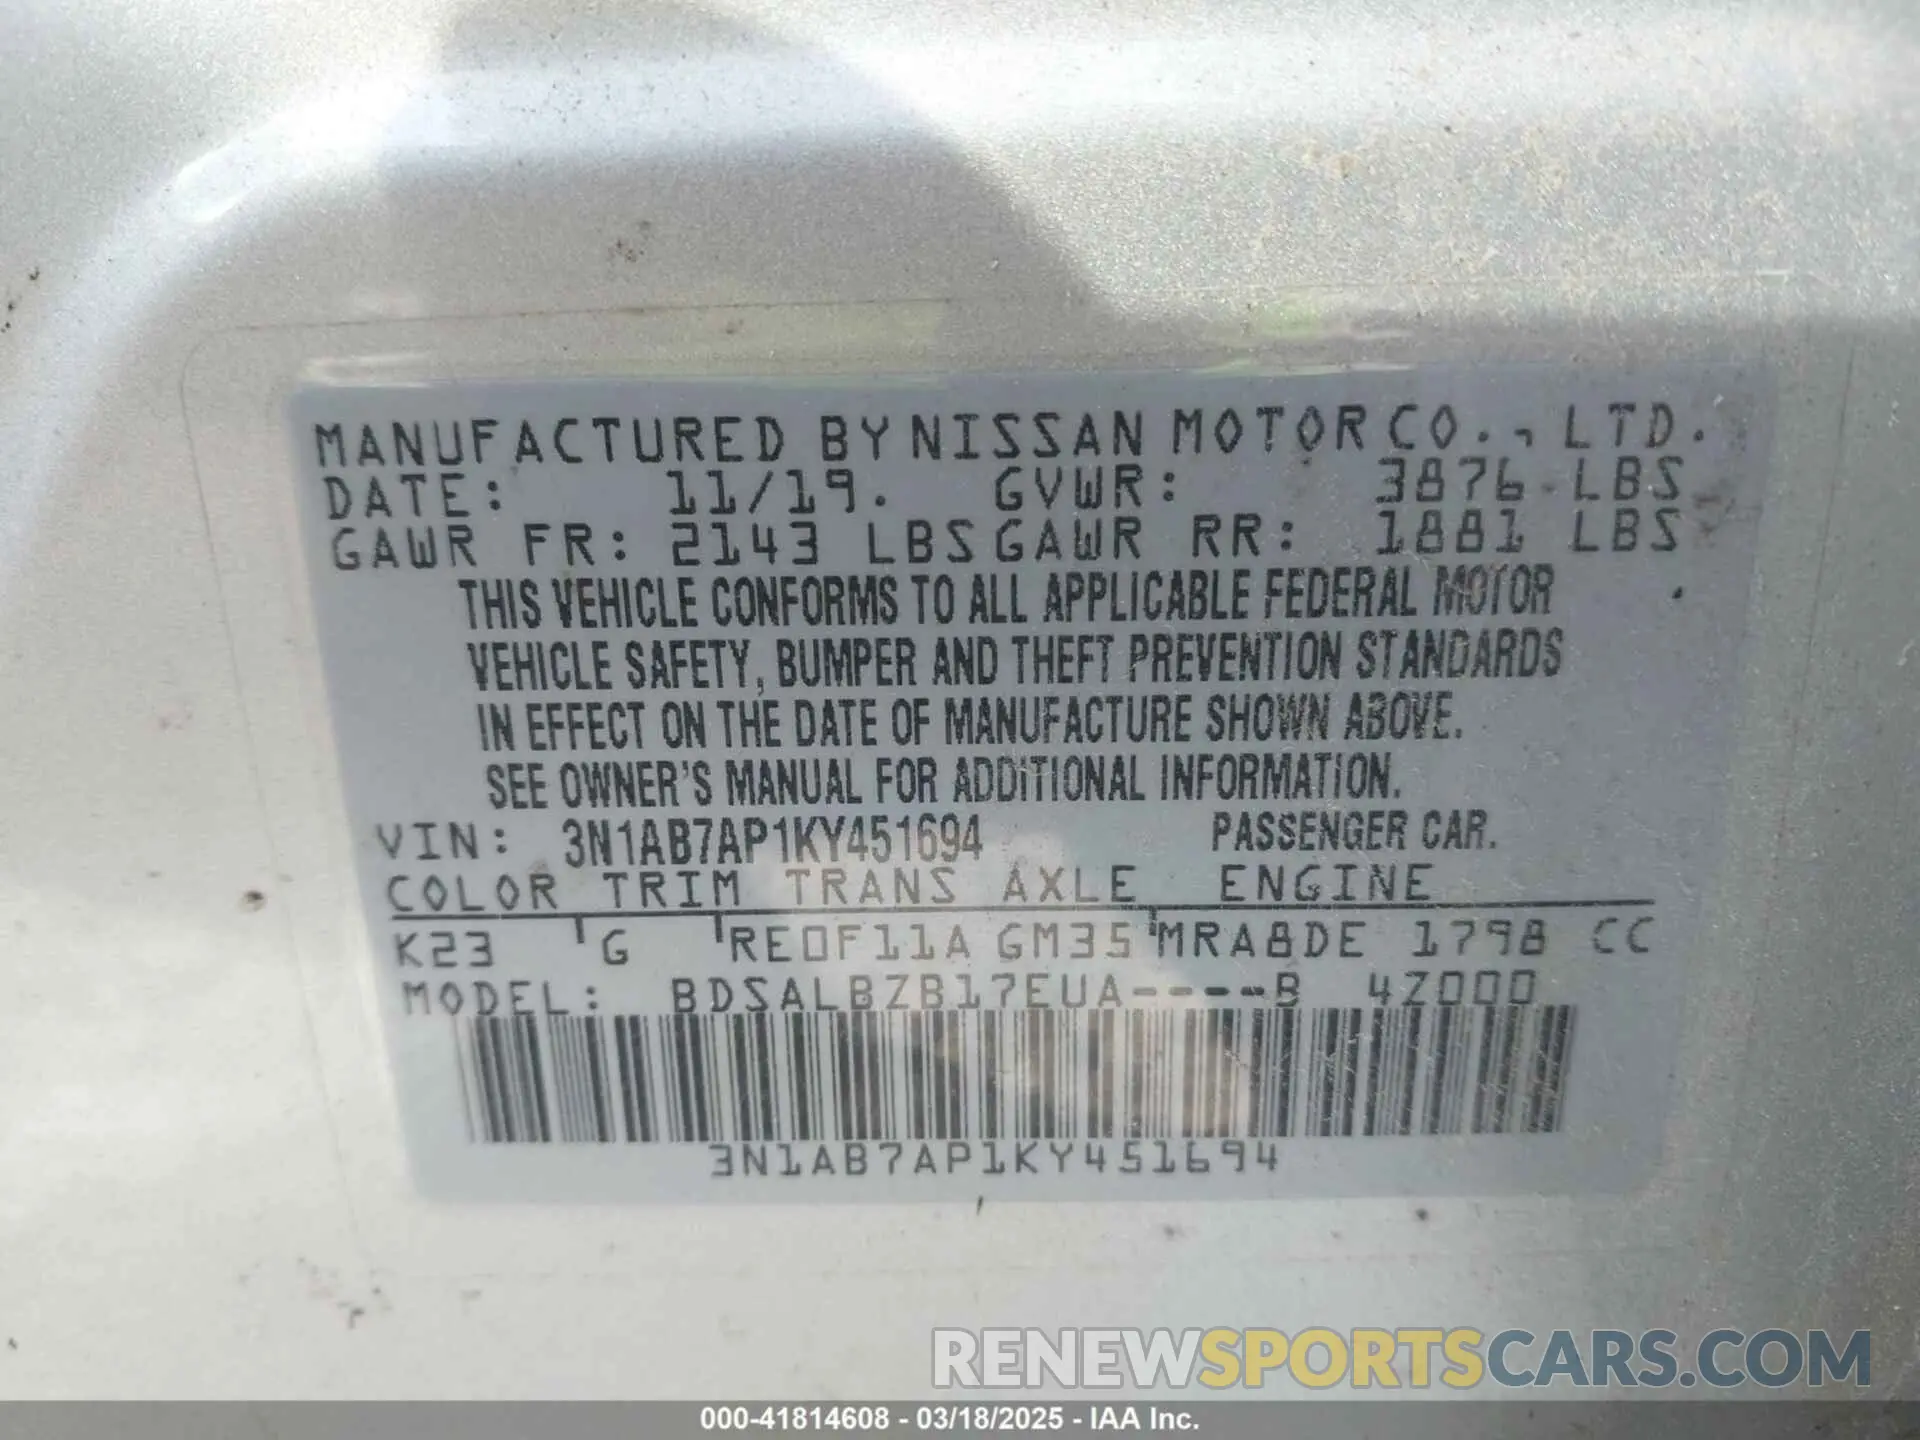 MANUFACTURED BY NISSAN MOTOR CO., LTD.
DATE: 11/19. GVWR: 3876 LBS
GAWR FR: 2143 LBS GAWR RR: 1881 LBS
THIS VEHICLE CONFORMS TO ALL APPLICABLE FEDERAL MOTOR
VEHICLE SAFETY, BUMPER AND THEFT PREVENTION STANDARDS
IN EFFECT ON THE DATE OF MANUFACTURE SHOWN ABOVE.
SEE OWNER'S MANUAL FOR ADDITIONAL INFORMATION.
VIN: 3N1AB7AP1KY451694 PASSENGER CAR.
COLOR TRIM TRANS AXLE ENGINE
K23 G RE0F11A GM35 MRA8DE 1798 CC
MODEL: BDSALBZB17EUA----B 4Z000
3N1AB7AP1KY451694
RENEWSPORTSCARS.COM
000-41814608 - 03/18/2025 - IAA Inc.